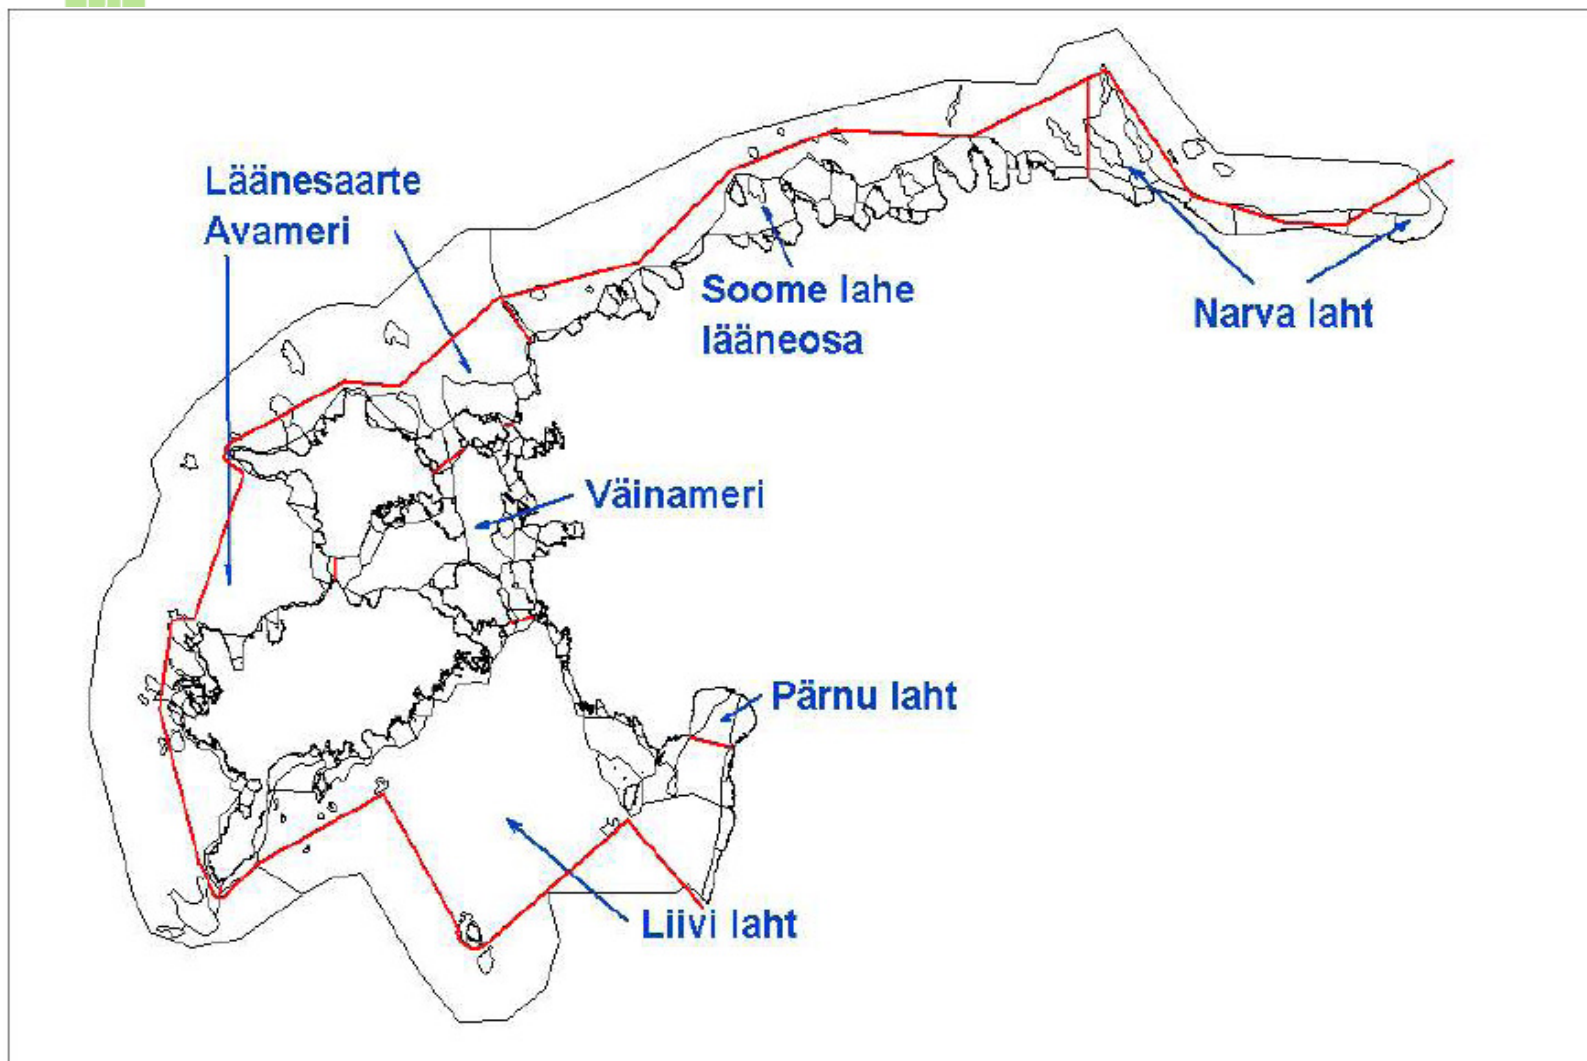 Läänesaarte
Avameri
Soome lahe
lääneosa
Narva laht
Väinameri
Pärnu laht
Liivi laht